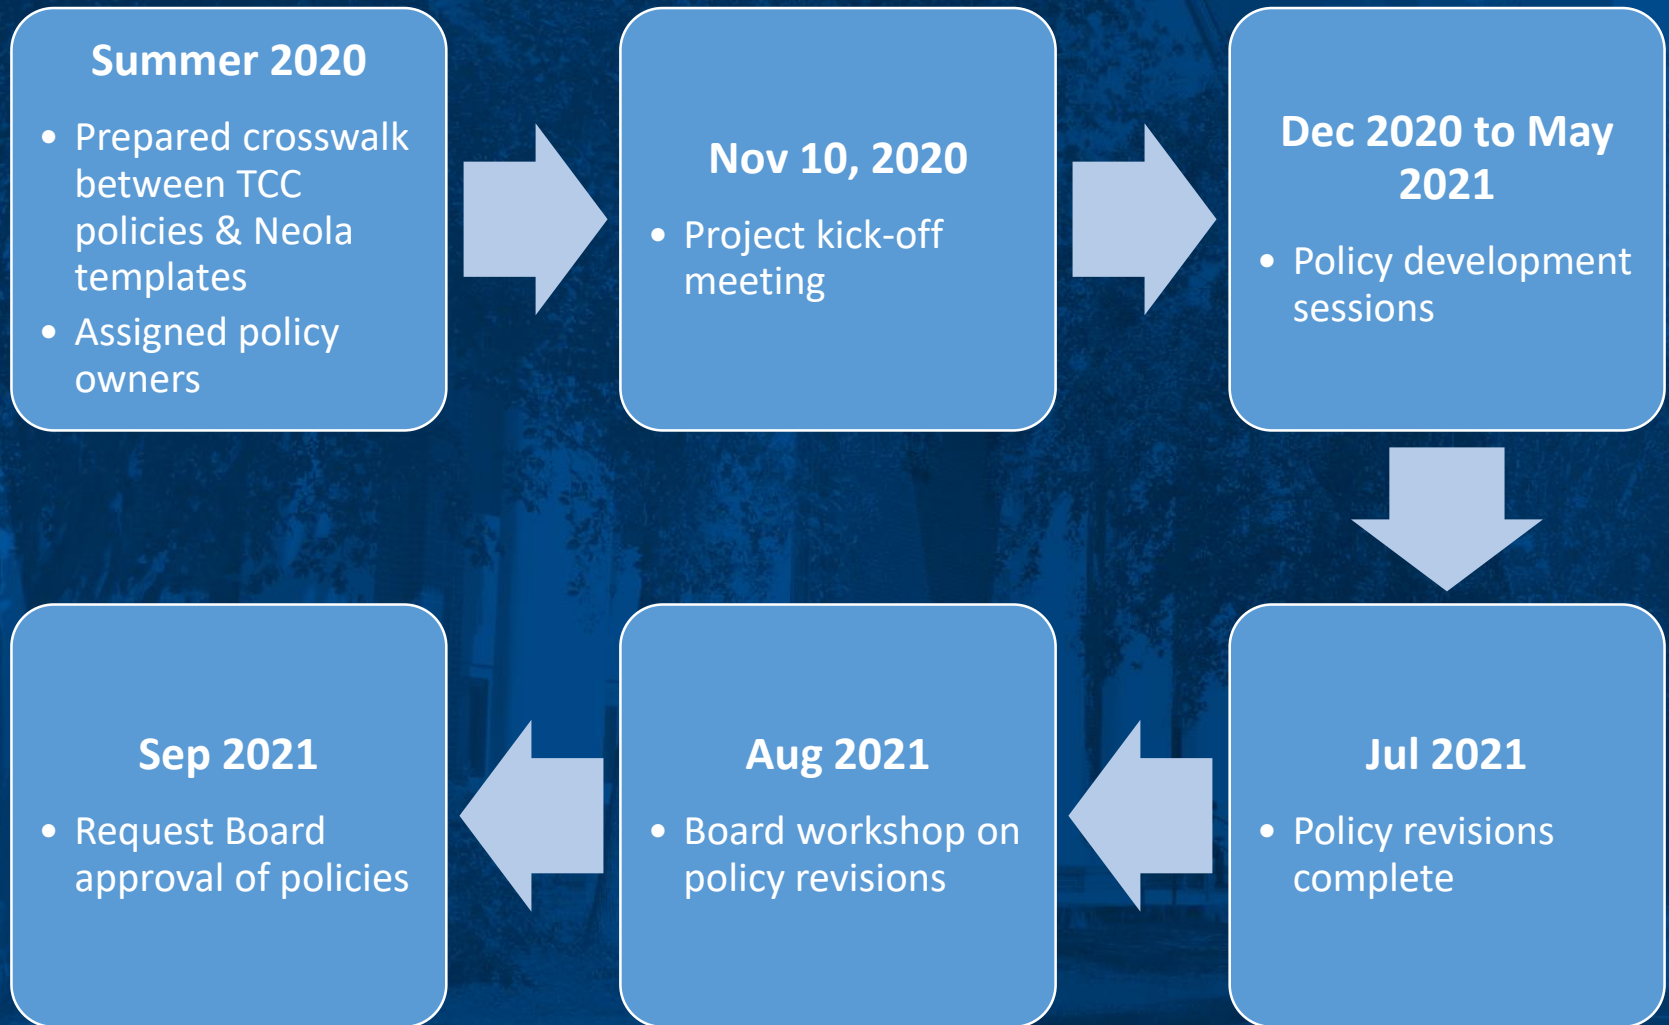 Summer 2020
• Prepared crosswalk
between TCC
policies & Neola
templates
• Assigned policy
owners
Nov 10, 2020
• Project kick-off
meeting
Dec 2020 to May
2021
• Policy development
sessions
Jul 2021
• Policy revisions
complete
Aug 2021
• Board workshop on
policy revisions
Sep 2021
• Request Board
approval of policies